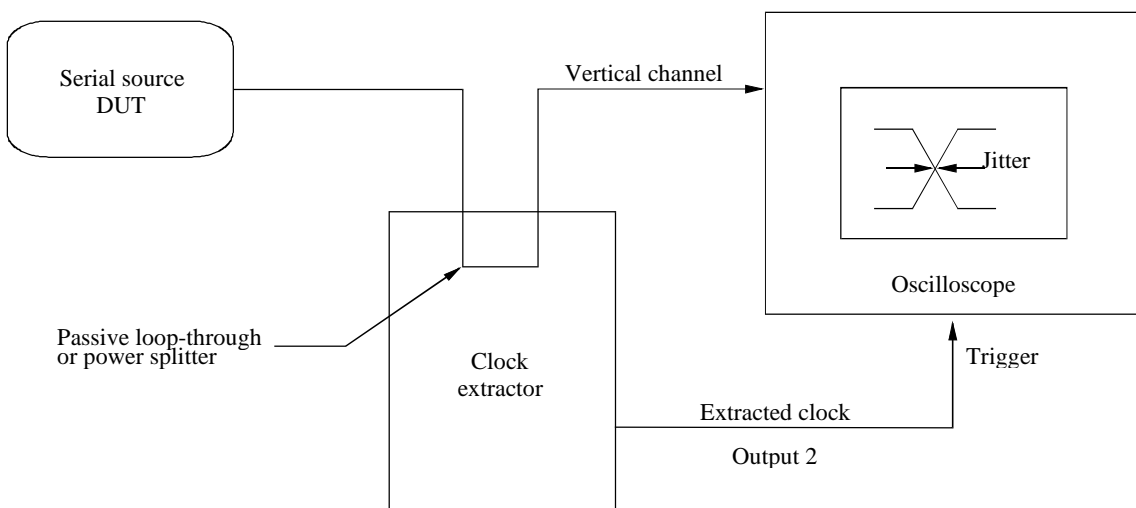 Serial source
DUT
Vertical channel
Jitter
Oscilloscope
Passive loop-through
or power splitter
Clock
extractor
Trigger
Extracted clock
Output 2